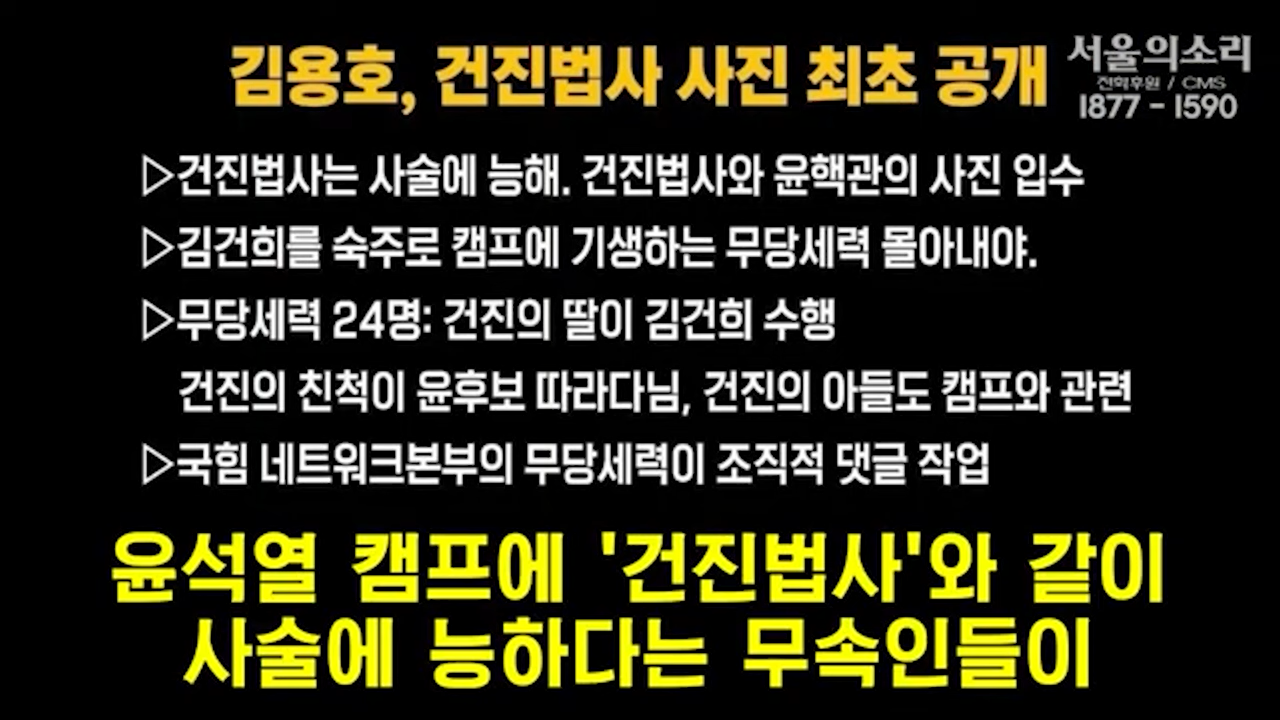 김용호, 건진법사 사진 최초 공개
서울의소리
전화후원 / CMS
1877 - 1590
▷건진법사는 사술에 능해. 건진법사와 윤핵관의 사진 입수
▷김건희를 숙주로 캠프에 기생하는 무당세력 몰아내야.
▷무당세력 24명: 건진의 딸이 김건희 수행
건진의 친척이 윤후보 따라다님, 건진의 아들도 캠프와 관련
▷국힘 네트워크본부의 무당세력이 조직적 댓글 작업
윤석열 캠프에 '건진법사'와 같이
사술에 능하다는 무속인들이